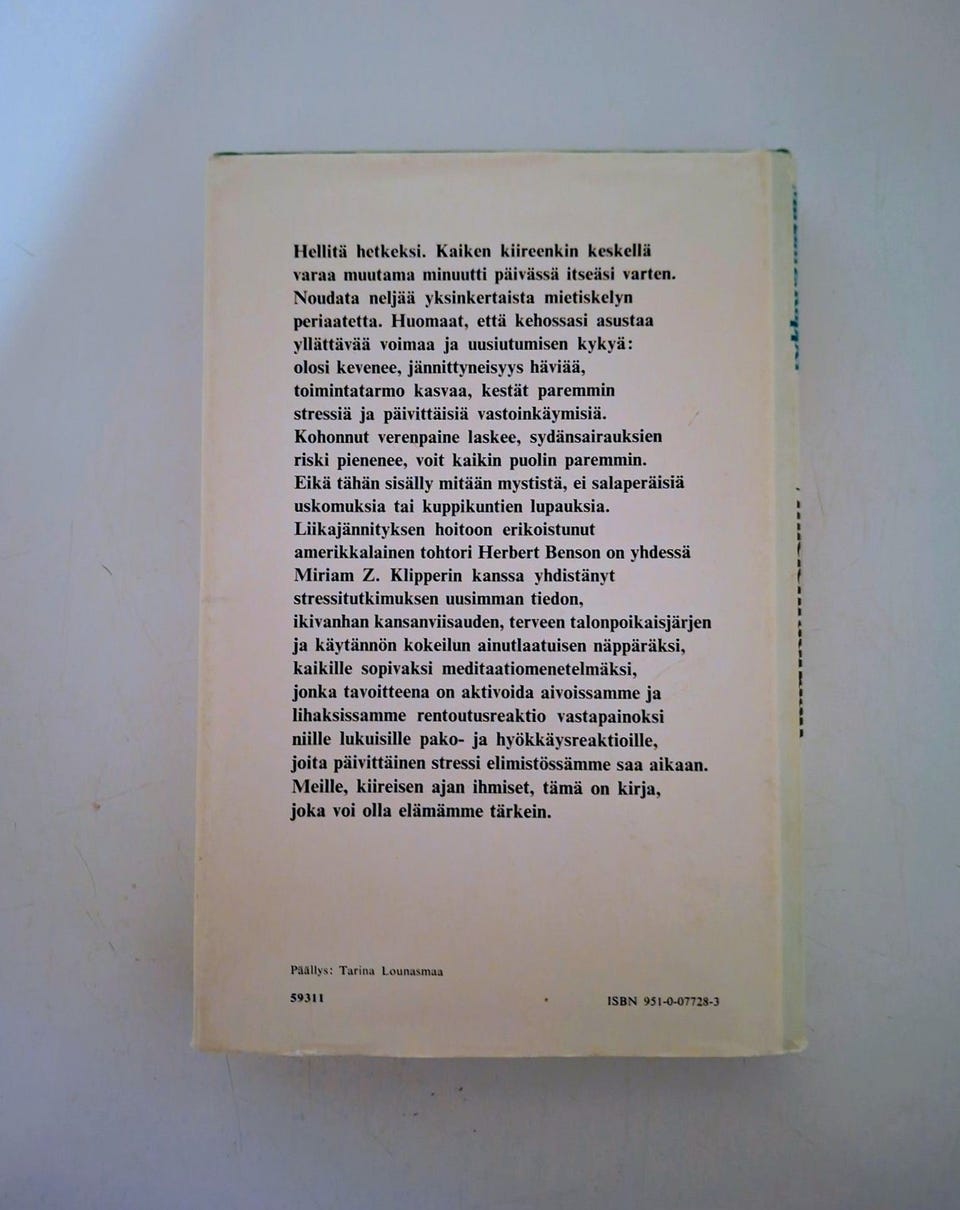 Hellitä hetkeksi. Kaiken kiireenkin keskellä
varaa muutama minuutti päivässä itseäsi varten.
Noudata neljää yksinkertaista mietiskelyn
periaatetta. Huomaat, että kehossasi asustaa
yllättävää voimaa ja uusiutumisen kykyä:
olosi kevenee, jännittyneisyys häviää,
toimintatarmo kasvaa, kestät paremmin
stressiä ja päivittäisiä vastoinkäymisiä.
Kohonnut verenpaine laskee, sydänsairauksien
riski pienenee, voit kaikin puolin paremmin.
Eikä tähän sisälly mitään mystistä, ei salaperäisiä
uskomuksia tai kuppikuntien lupauksia.
Liikajännityksen hoitoon erikoistunut
amerikkalainen tohtori Herbert Benson on yhdessä
Miriam Z. Klipperin kanssa yhdistänyt
stressitutkimuksen uusimman tiedon,
ikivanhan kansanviisauden, terveen talonpoikaisjärjen
ja käytännön kokeilun ainutlaatuisen näppäräksi,
kaikille sopivaksi meditaatiomenetelmäksi,
jonka tavoitteena on aktivoida aivoissamme ja
lihaksissamme rentoutusreaktio vastapainoksi
niille lukuisille pako- ja hyökkäysreaktioille,
joita päivittäinen stressi elimistössämme saa aikaan.
Meille, kiireisen ajan ihmiset, tämä on kirja,
joka voi olla elämämme tärkein.
Päällys: Tarina Lounasmaa
59311
ISBN 951-0-07728-3